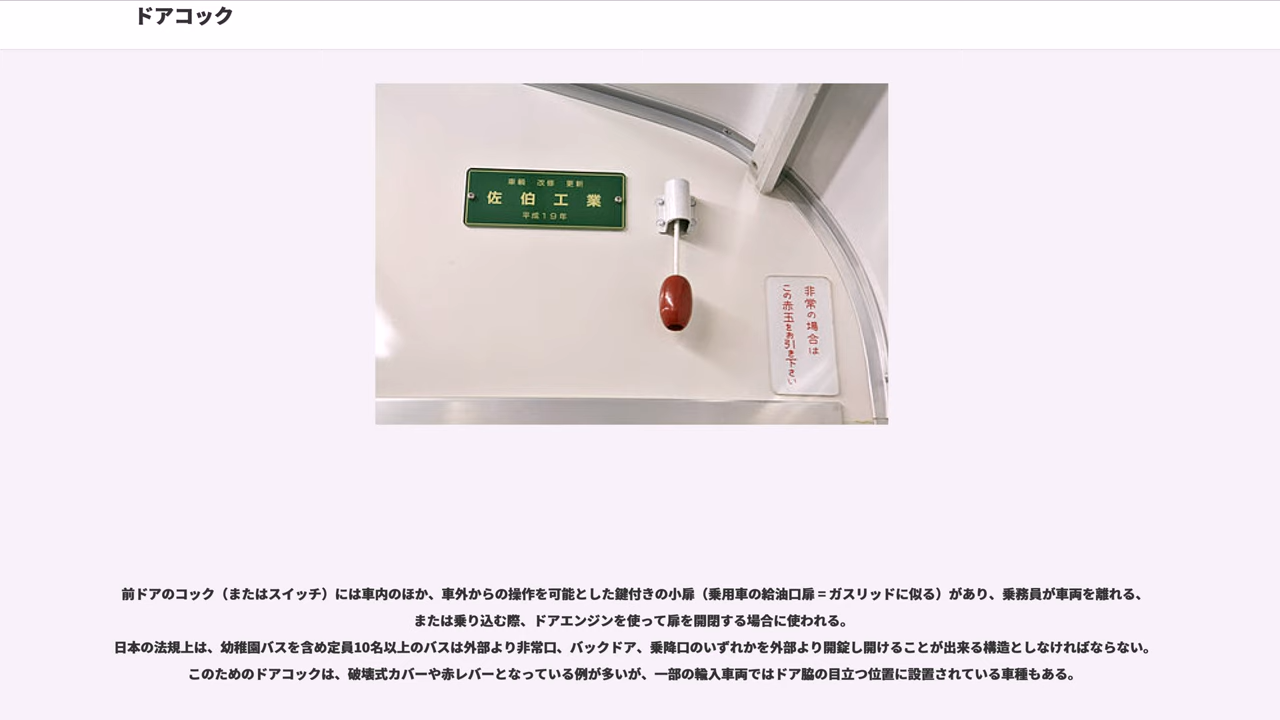 ドアコック
車輌 改修 更新
佐伯工業
平成19年
非常の場合は
この赤玉をお引き下さい
前ドアのコック（またはスイッチ）には車内のほか、車外からの操作を可能とした鍵付きの小扉（乗用車の給油口扉＝ガスリッドに似る）があり、乗務員が車両を離れる、
または乗り込む際、ドアエンジンを使って扉を開閉する場合に使われる。
日本の法規上は、幼稚園バスを含め定員10名以上のバスは外部より非常口、バックドア、乗降口のいずれかを外部より開錠し開けることが出来る構造としなければならない。
このためのドアコックは、破壊式カバーや赤レバーとなっている例が多いが、一部の輸入車両ではドア脇の目立つ位置に設置されている車種もある。